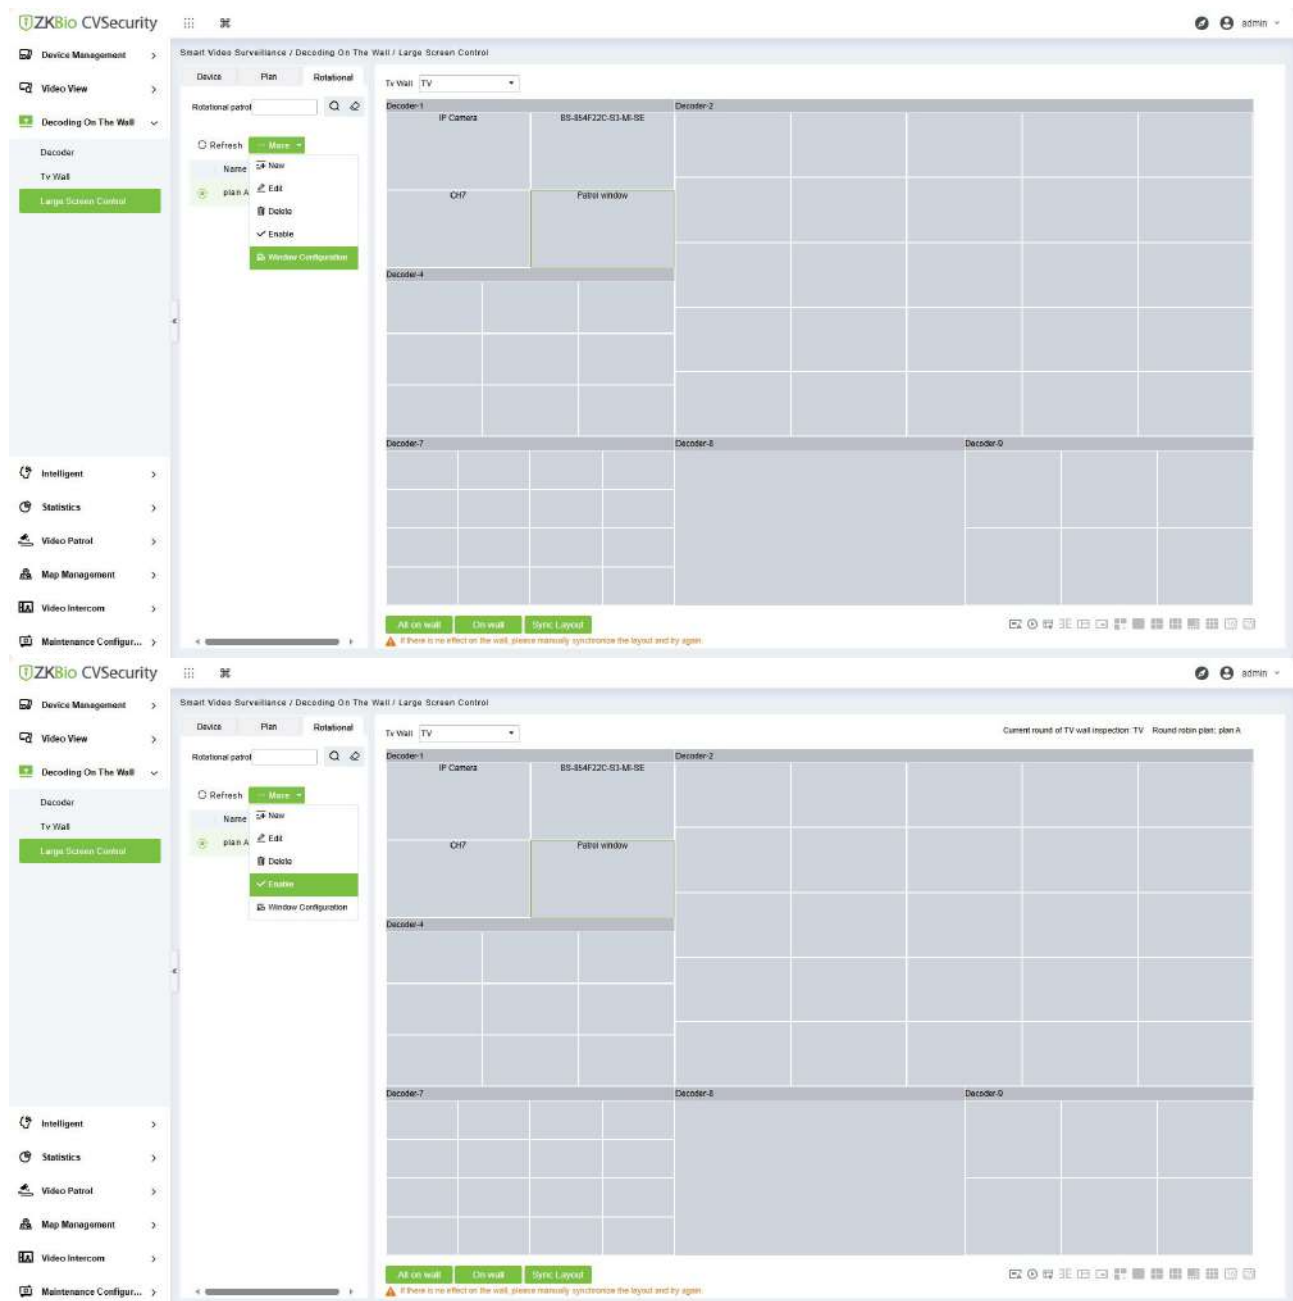 ZKBio CVSecurity
admin
Device Management
Smart Video Surveillance / Decoding On The Wall / Large Screen Control
Device Plan Rotational
Tv Wall TV
Video View
Rotational patrol
Decoder-1 Decoder-2
IP Camera BS-854F22C-S3-MI-SE
Decoding On The Wall
Refresh More
Decoder
Name New
Tv Wall
plan A Edit
CH7 Patrol window
Large Screen Control
Delete
Enable
Window Configuration
Decoder-4
Decoder-7 Decoder-8 Decoder-9
Intelligent
Statistics
Video Patrol
Map Management
Video Intercom
All on wall On wall Sync Layout
Maintenance Configur...
If there is no effect on the wall, please manually synchronize the layout and try again.
ZKBio CVSecurity
admin
Device Management
Smart Video Surveillance / Decoding On The Wall / Large Screen Control
Device Plan Rotational
Tv Wall TV
Current round of TV wall inspection: TV Round robin plan: plan A
Video View
Rotational patrol
Decoder-1 Decoder-2
IP Camera BS-854F22C-S3-MI-SE
Decoding On The Wall
Refresh More
Decoder
Name New
Tv Wall
plan A Edit
CH7 Patrol window
Large Screen Control
Delete
Enable
Window Configuration
Decoder-4
Decoder-7 Decoder-8 Decoder-9
Intelligent
Statistics
Video Patrol
Map Management
Video Intercom
All on wall On wall Sync Layout
Maintenance Configur...
If there is no effect on the wall, please manually synchronize the layout and try again.